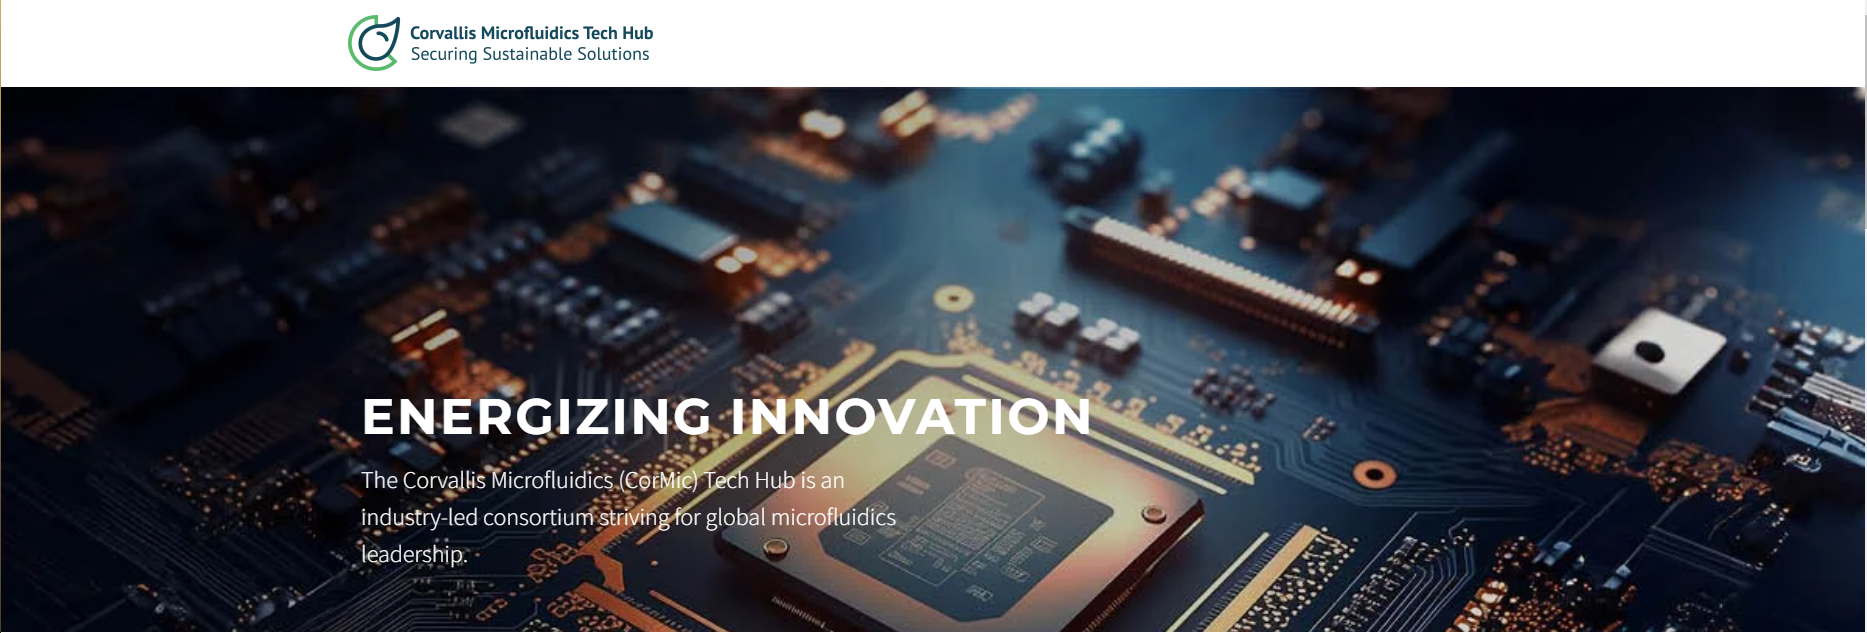 Corvallis Microfluidics Tech Hub
Securing Sustainable Solutions
ENERGIZING INNOVATION
The Corvallis Microfluidics (CorMic) Tech Hub is an
industry-led consortium striving for global microfluidics
leadership.